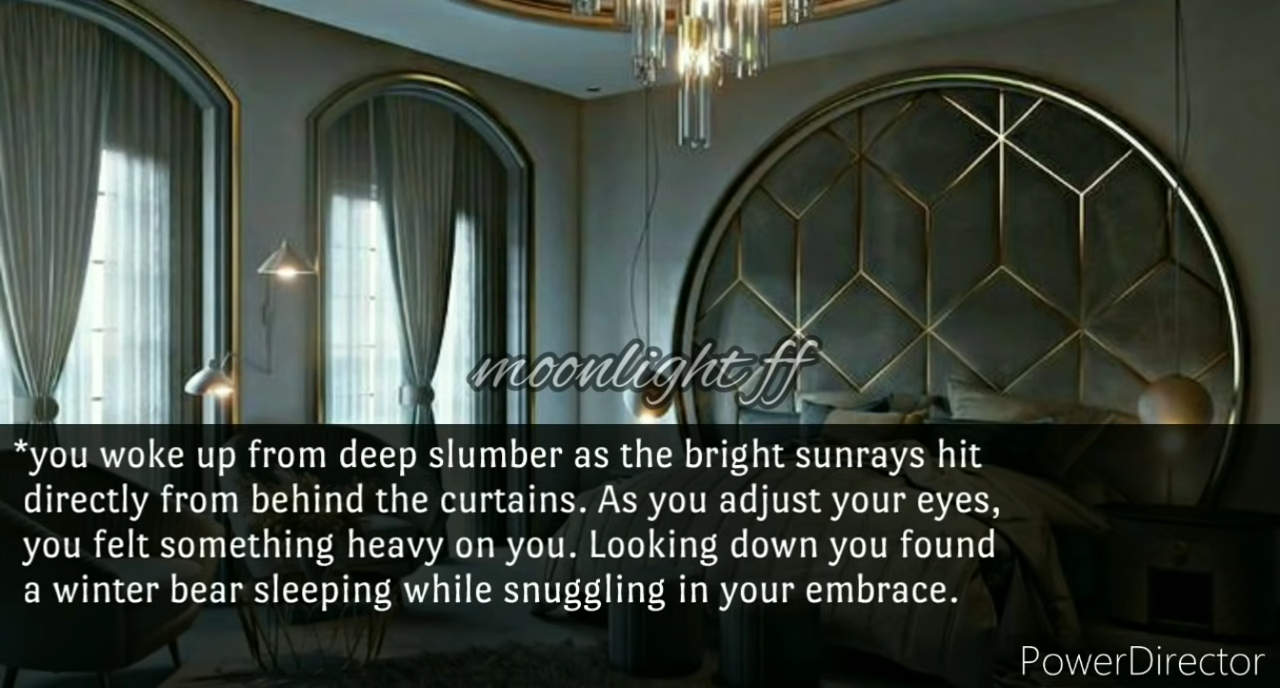 moonlight ff
*you woke up from deep slumber as the bright sunrays hit
directly from behind the curtains. As you adjust your eyes,
you felt something heavy on you. Looking down you found
a winter bear sleeping while snuggling in your embrace.
PowerDirector